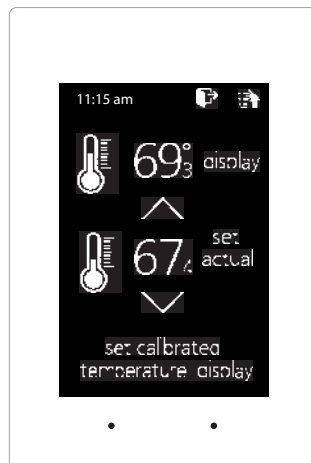 11:15 am
69°3 display
set
67.4 actual
set calibrated
temperature display